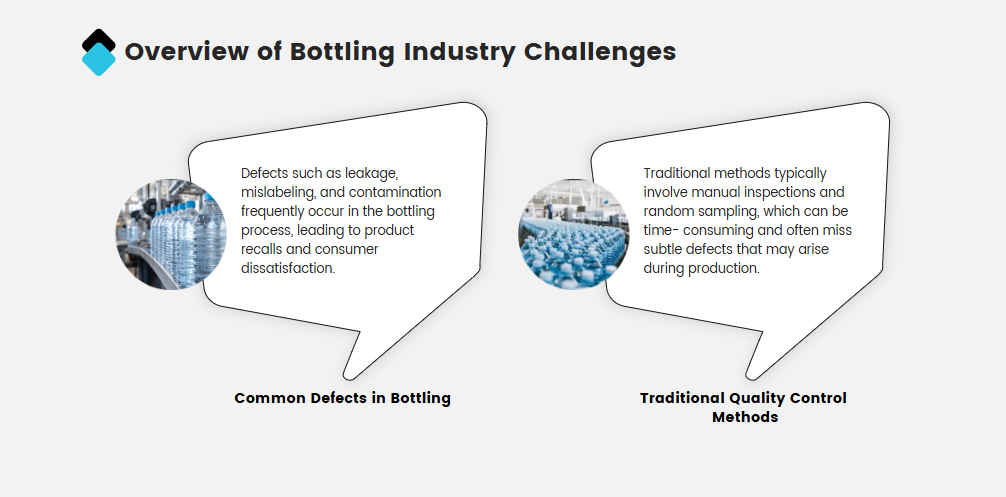 Overview of Bottling Industry Challenges
Defects such as leakage,
mislabeling, and contamination
frequently occur in the bottling
process, leading to product
recalls and consumer
dissatisfaction.
Common Defects in Bottling
Traditional methods typically
involve manual inspections and
random sampling, which can be
time- consuming and often miss
subtle defects that may arise
during production.
Traditional Quality Control
Methods